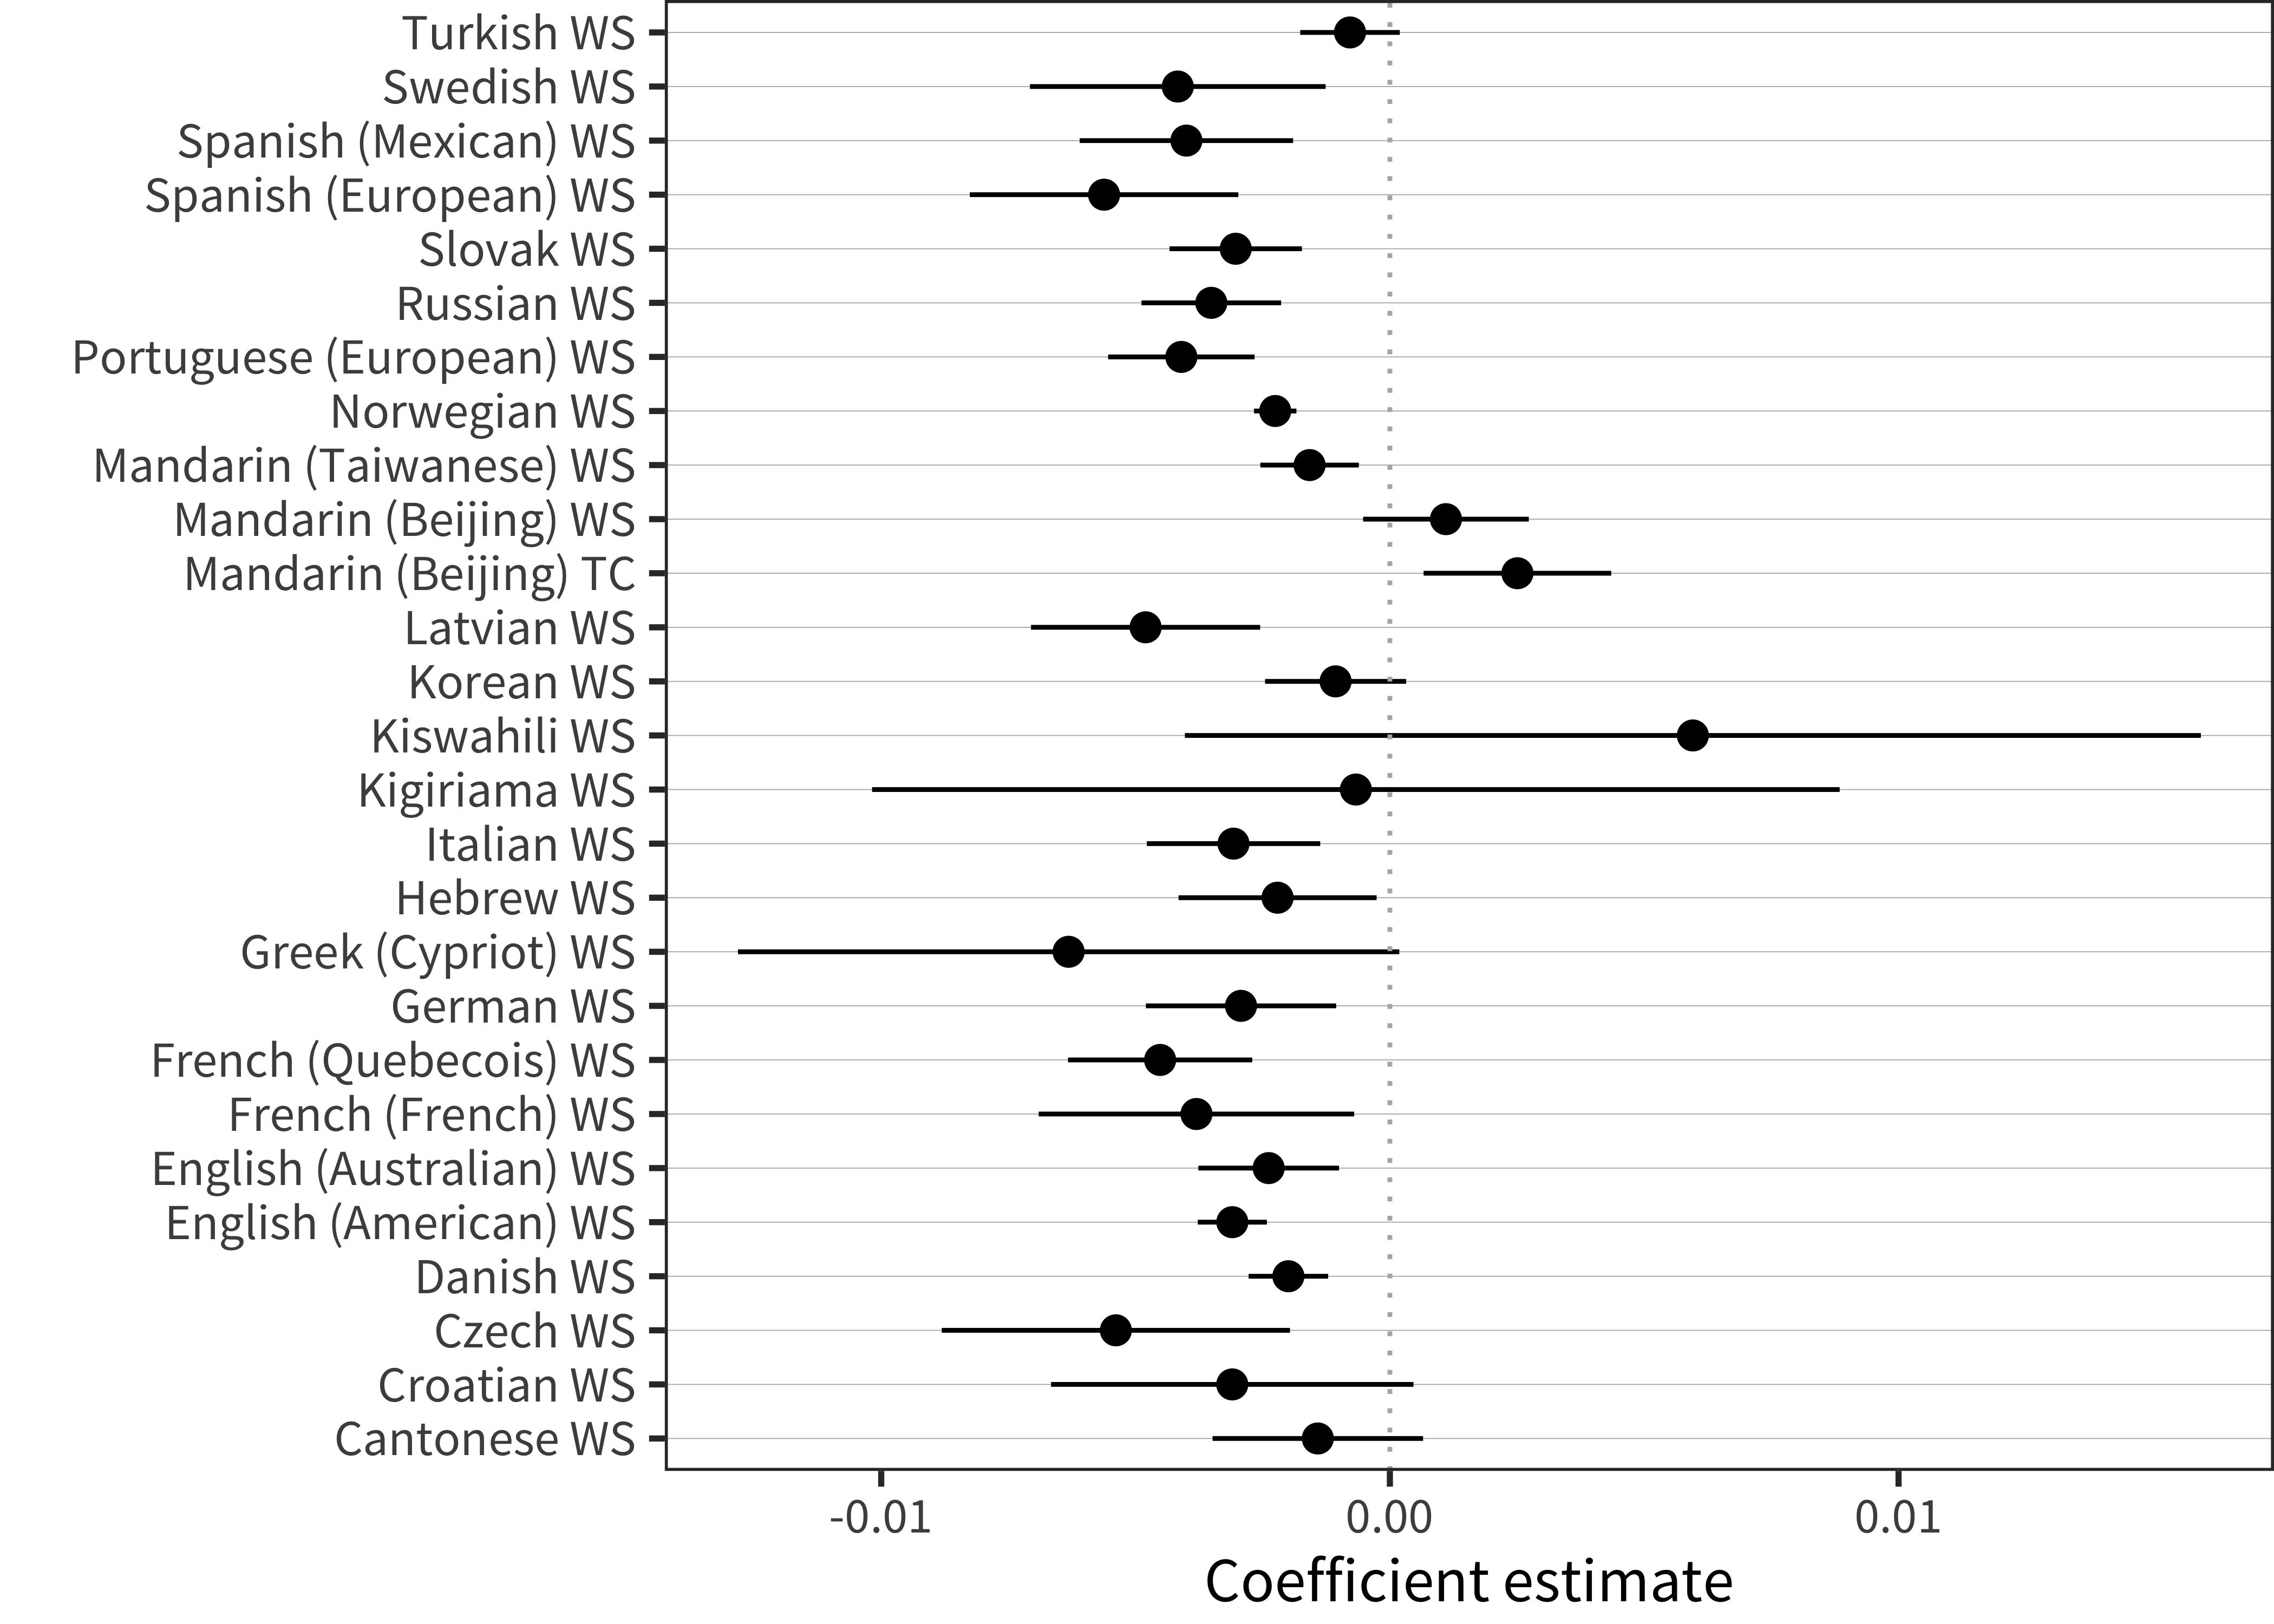 Turkish WS
Swedish WS
Spanish (Mexican) WS
Spanish (European) WS
Slovak WS
Russian WS
Portuguese (European) WS
Norwegian WS
Mandarin (Taiwanese) WS
Mandarin (Beijing) WS
Mandarin (Beijing) TC
Latvian WS
Korean WS
Kiswahili WS
Kigiriama WS
Italian WS
Hebrew WS
Greek (Cypriot) WS
German WS
French (Quebecois) WS
French (French) WS
English (Australian) WS
English (American) WS
Danish WS
Czech WS
Croatian WS
Cantonese WS
-0.01 0.00 0.01
Coefficient estimate